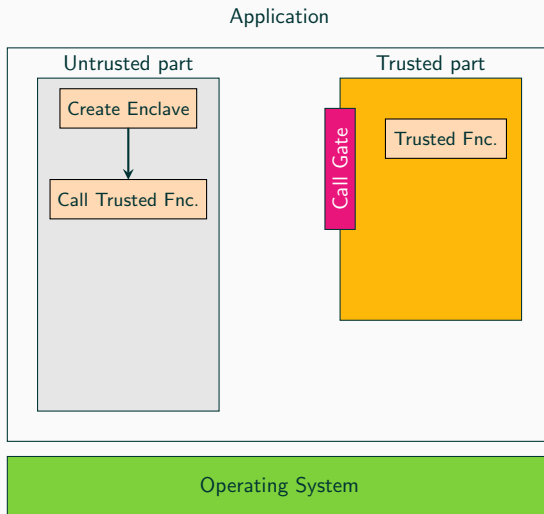 Application
Untrusted part
Trusted part
Create Enclave
Call Trusted Fnc.
Call Gate
Trusted Fnc.
Operating System